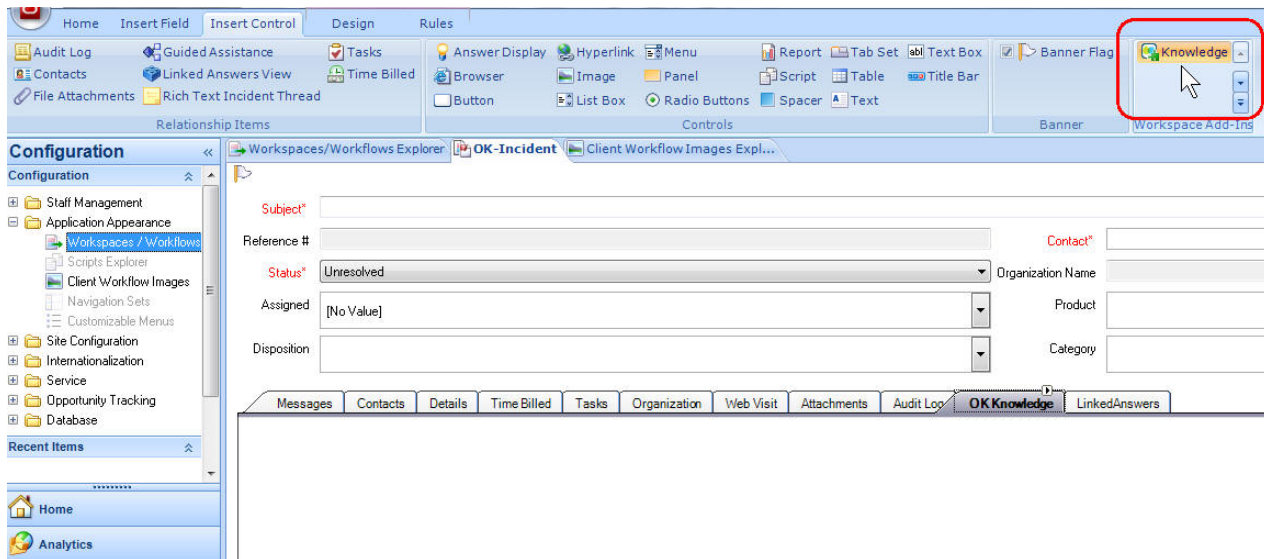 Home Insert Field Insert Control Design Rules
Audit Log Guided Assistance Tasks Answer Display Hyperlink Menu Report Tab Set abl Text Box Banner Flag Knowledge
Contacts Linked Answers View Time Billed Browser Image Panel Script Table Title Bar
File Attachments Rich Text Incident Thread Button List Box Radio Buttons Spacer A Text
Relationship Items Controls Banner Workspace Add-Ins
Configuration «
Workspaces/Workflows Explorer OK-Incident Client Workflow Images Expl...
Configuration
Staff Management
Application Appearance
Workspaces / Workflows
Scripts Explorer
Client Workflow Images
Navigation Sets
Customizable Menus
Site Configuration
Internationalization
Service
Opportunity Tracking
Database
Recent Items
Home
Analytics
Subject*
Reference # Contact*
Status* Unresolved Organization Name
Assigned [No Value] Product
Disposition Category
Messages Contacts Details Time Billed Tasks Organization Web Visit Attachments Audit Log OK Knowledge LinkedAnswers